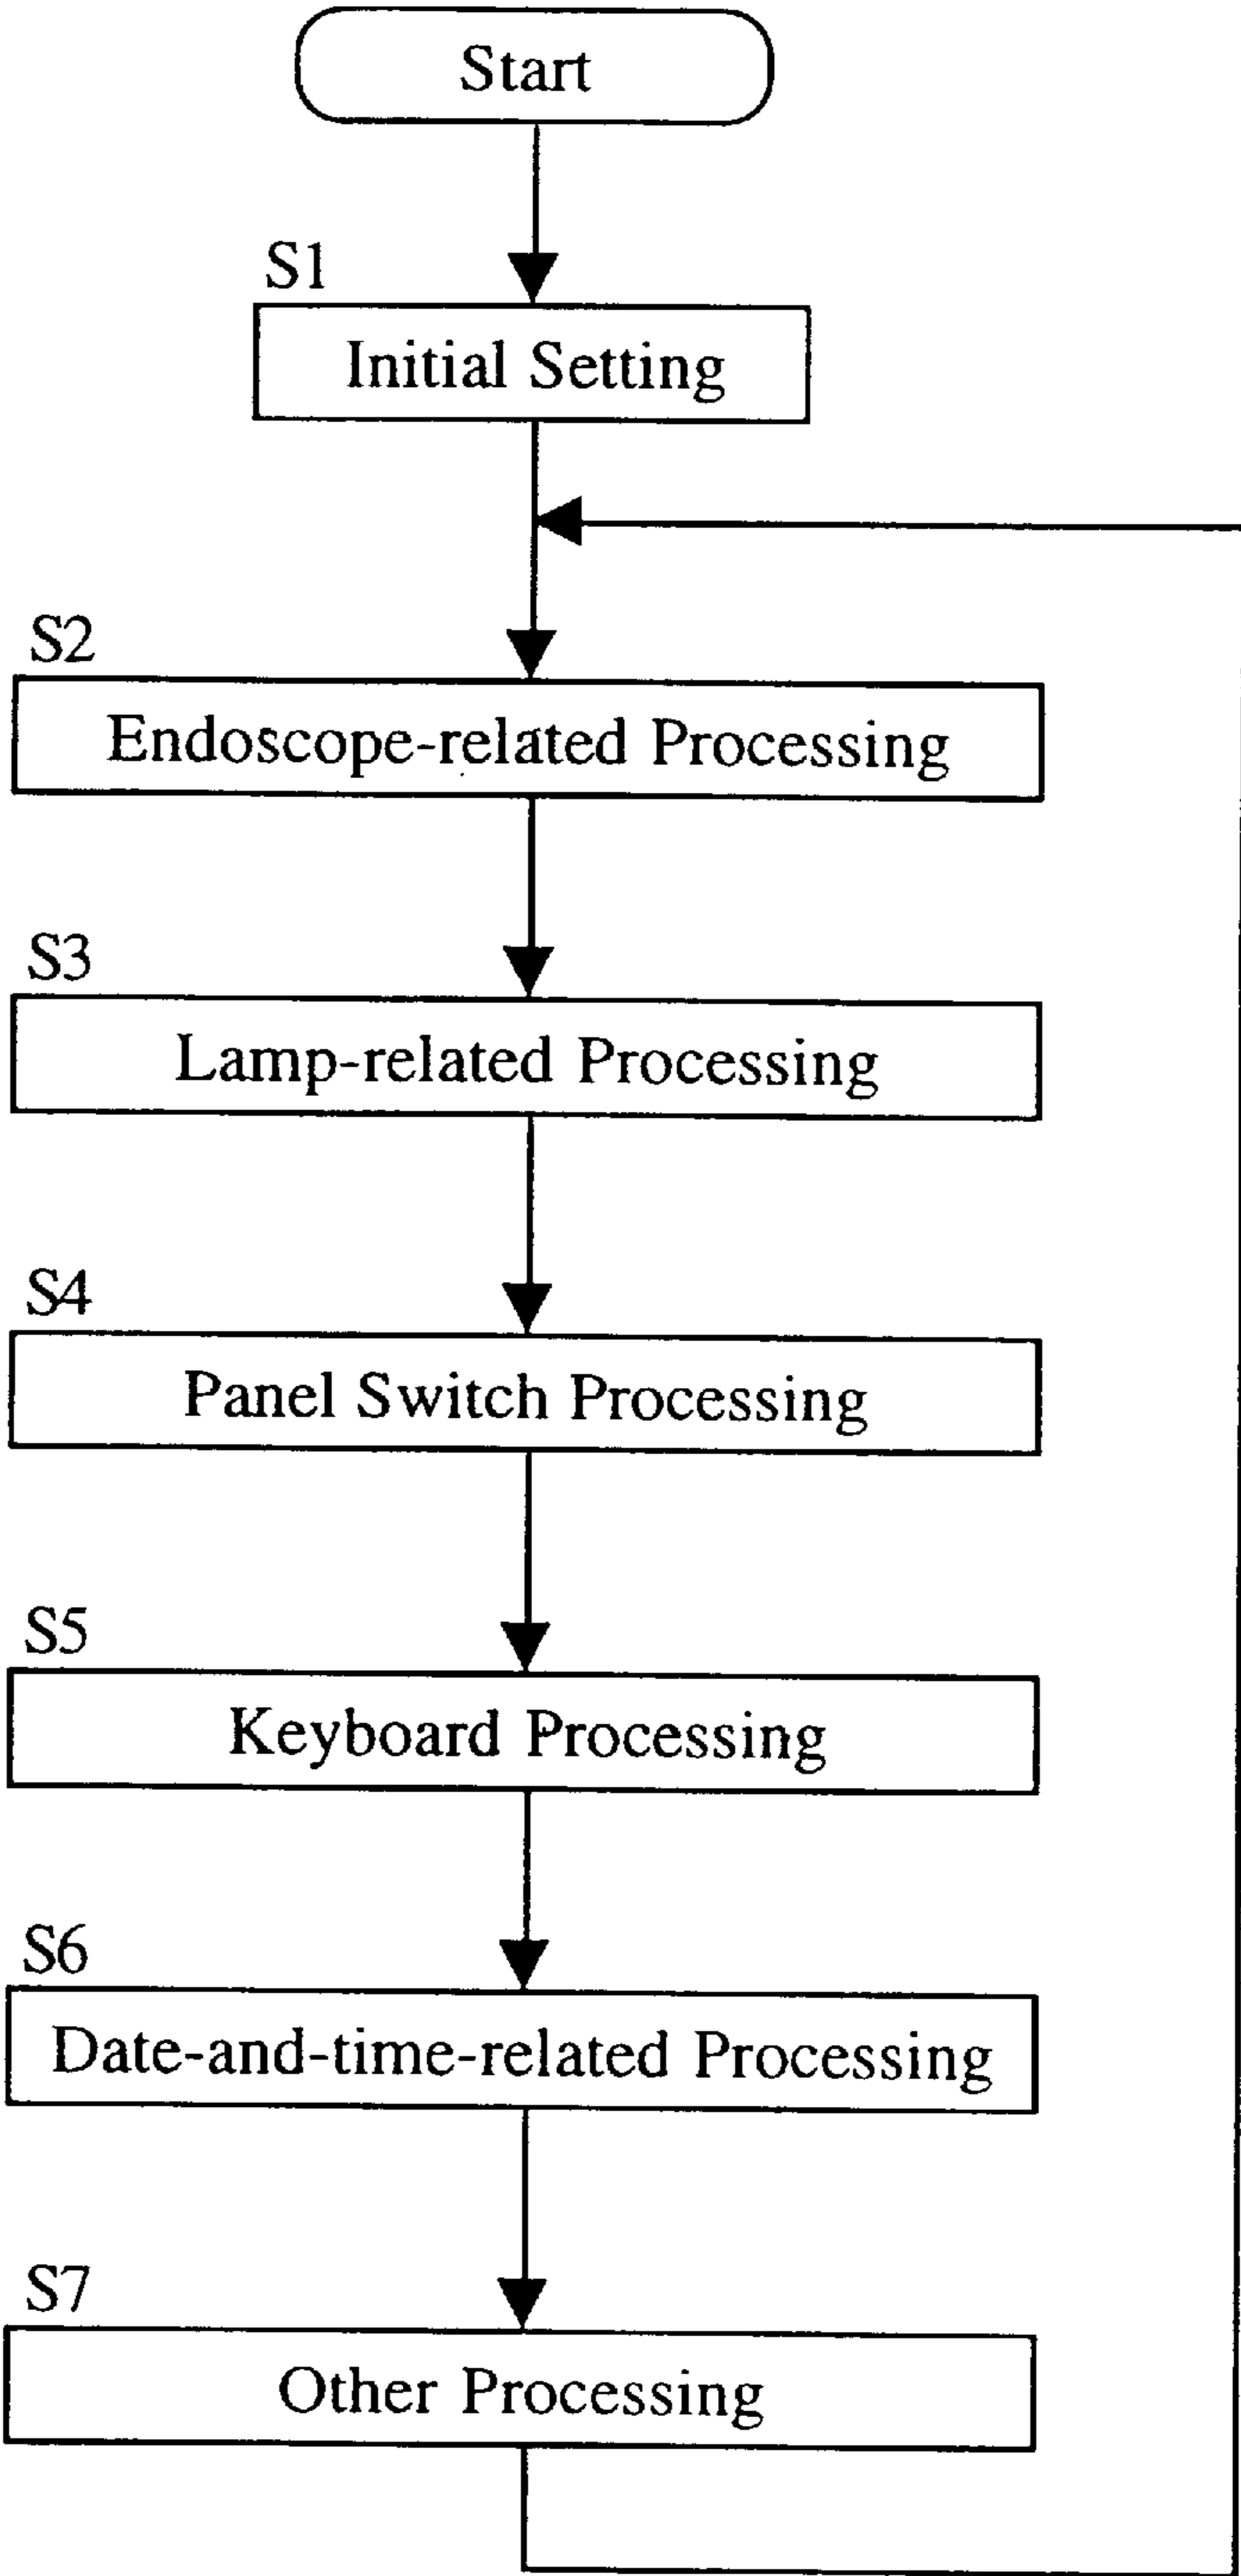 Start
S1
Initial Setting
S2
Endoscope-related Processing
S3
Lamp-related Processing
S4
Panel Switch Processing
S5
Keyboard Processing
S6
Date-and-time-related Processing
S7
Other Processing